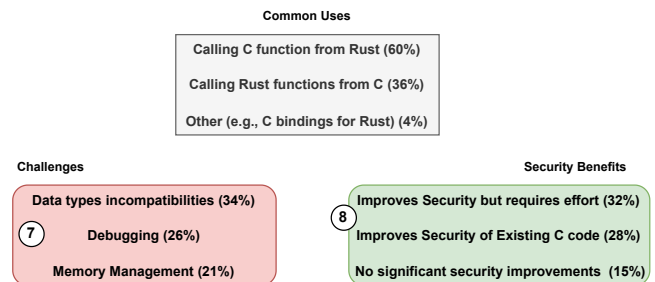 Common Uses
Calling C function from Rust (60%)
Calling Rust functions from C (36%)
Other (e.g., C bindings for Rust) (4%)
Challenges
Data types incompatibilities (34%)
7
Debugging (26%)
Memory Management (21%)
Security Benefits
Improves Security but requires effort (32%)
8
Improves Security of Existing C code (28%)
No significant security improvements (15%)